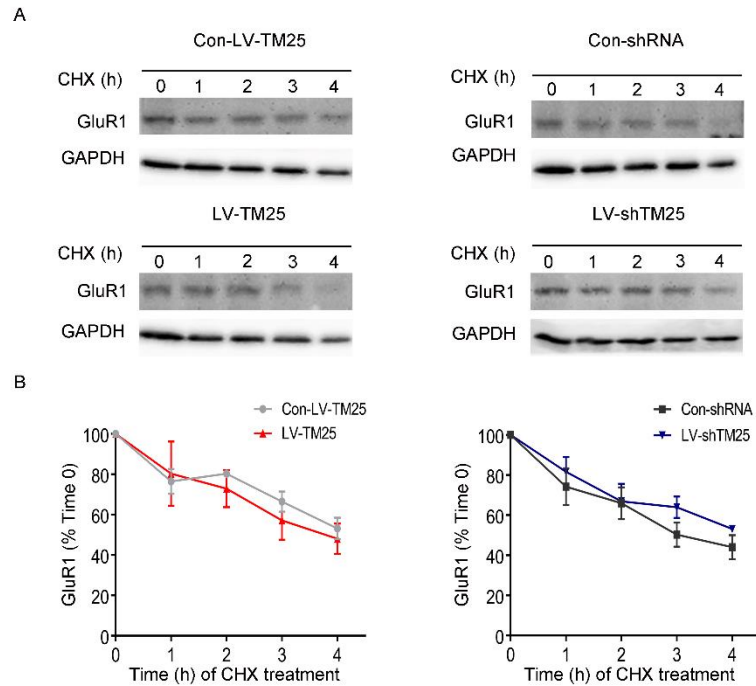 A
Con-LV-TM25
CHX (h)
0 1 2 3 4
GluR1
GAPDH
Con-shRNA
CHX (h)
0 1 2 3 4
GluR1
GAPDH
LV-TM25
CHX (h)
0 1 2 3 4
GluR1
GAPDH
LV-shTM25
CHX (h)
0 1 2 3 4
GluR1
GAPDH
B
Con-LV-TM25
LV-TM25
GluR1 (% Time 0)
100
80
60
40
20
0
0 1 2 3 4
Time (h) of CHX treatment
Con-shRNA
LV-shTM25
GluR1 (% Time 0)
100
80
60
40
20
0
0 1 2 3 4
Time (h) of CHX treatment